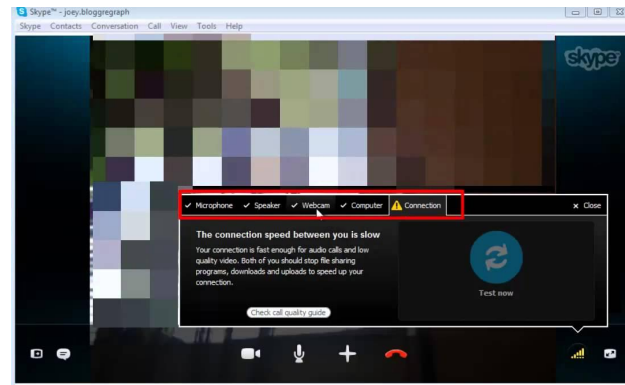 Skype™ - joey.bloggregraph
Skype Contacts Conversation Call View Tools Help
skype
Microphone Speaker Webcam Computer Connection Close
The connection speed between you is slow
Your connection is fast enough for audio calls and low
quality video. Both of you should stop file sharing
programs, downloads and uploads to speed up your
connection.
Test now
Check call quality guide